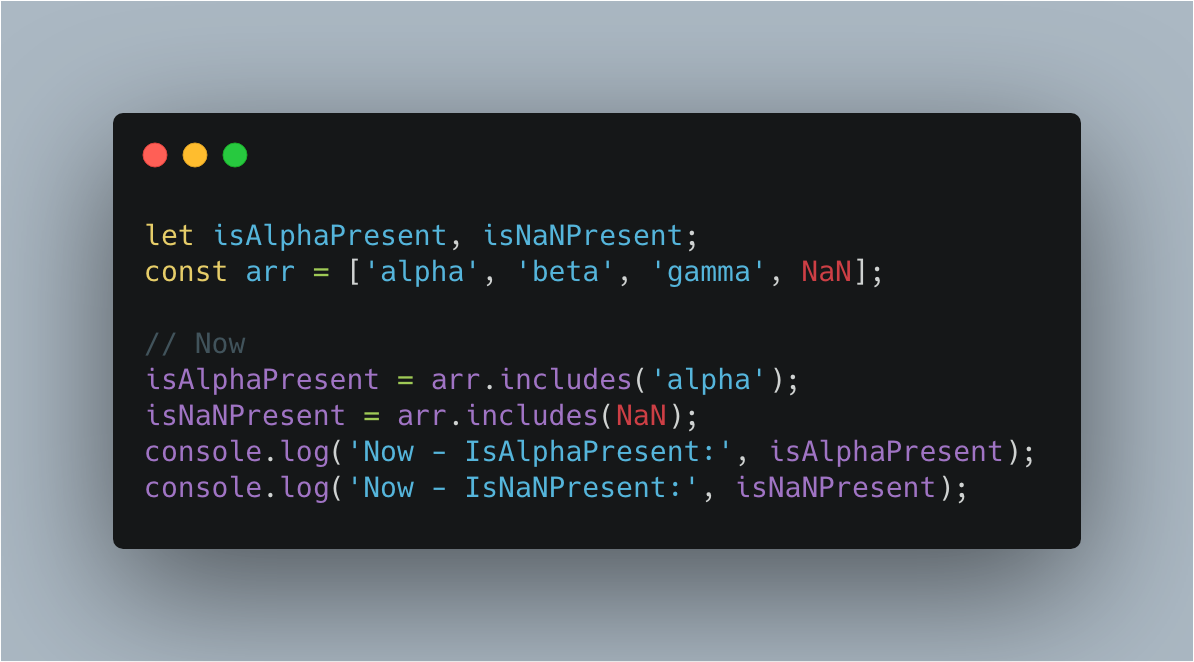 let isAlphaPresent, isNaNPresent;
const arr = ['alpha', 'beta', 'gamma', NaN];
// Now
isAlphaPresent = arr.includes('alpha');
isNaNPresent = arr.includes(NaN);
console.log('Now - IsAlphaPresent:', isAlphaPresent);
console.log('Now - IsNaNPresent:', isNaNPresent);